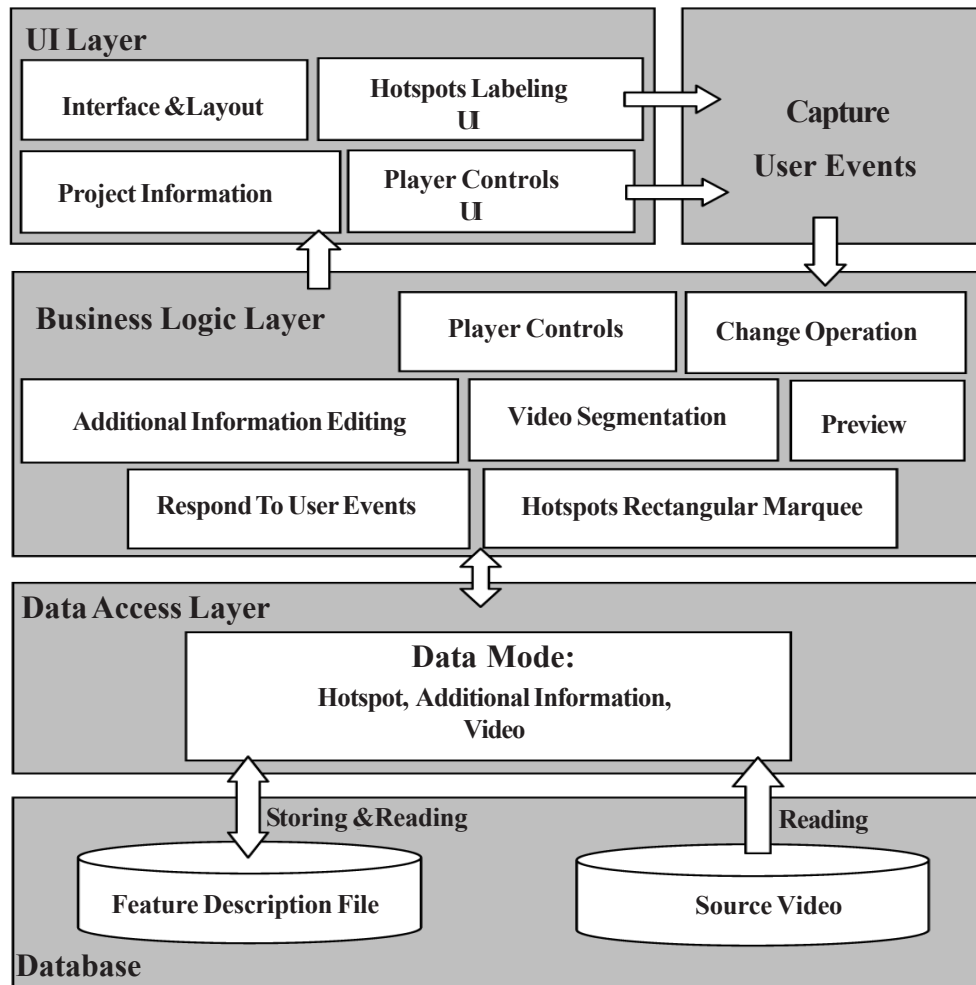 UI Layer
Interface &Layout
Hotspots Labeling
UI
Project Information
Player Controls
UI
Capture
User Events
Business Logic Layer
Player Controls
Change Operation
Additional Information Editing
Video Segmentation
Preview
Respond To User Events
Hotspots Rectangular Marquee
Data Access Layer
Data Mode:
Hotspot, Additional Information,
Video
Storing &Reading
Reading
Feature Description File
Source Video
Database